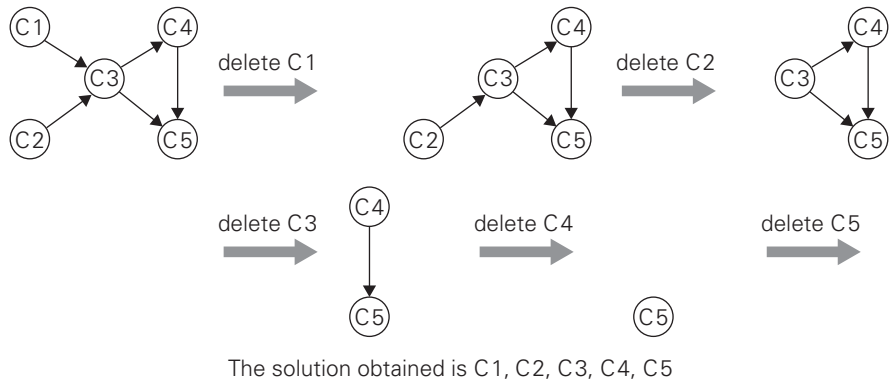 C1 C4 C4 C4
delete C1 delete C2
C3 C3 C3
C2 C5 C2 C5 C5
delete C3 C4 delete C4 delete C5
C5 C5
The solution obtained is C1, C2, C3, C4, C5